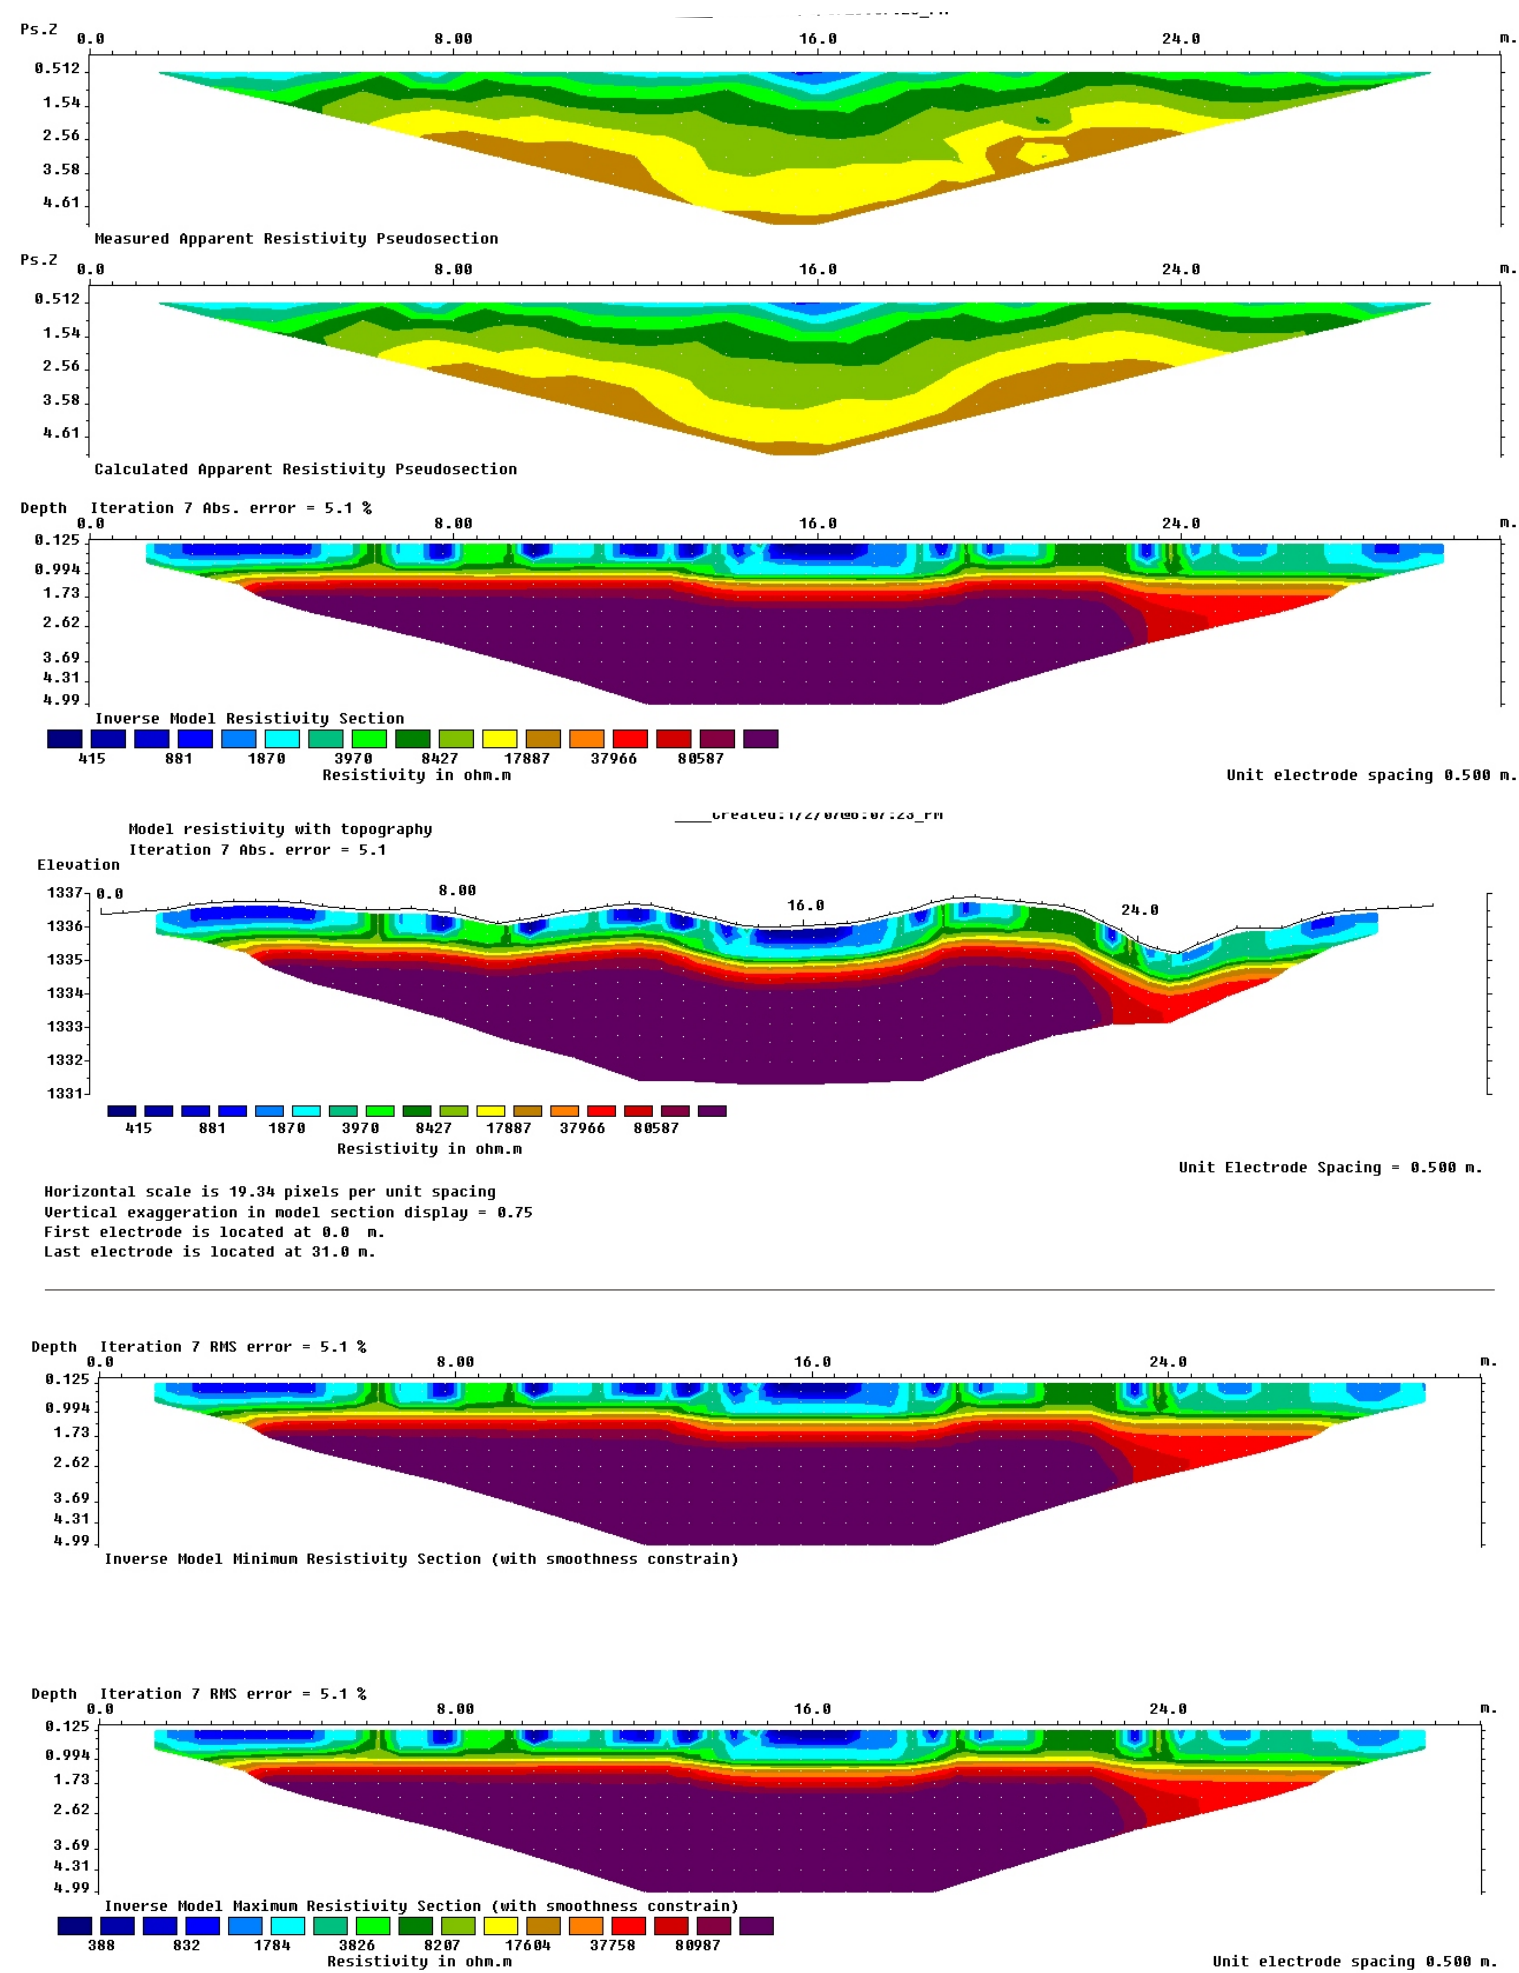 Ps.Z 0.0 8.00 16.0 24.0 m.
0.512
1.54
2.56
3.58
4.61
Measured Apparent Resistivity Pseudosection
Ps.Z 0.0 8.00 16.0 24.0 m.
0.512
1.54
2.56
3.58
4.61
Calculated Apparent Resistivity Pseudosection
Depth Iteration 7 Abs. error = 5.1 %
0.0 8.00 16.0 24.0 m.
0.125
0.994
1.73
2.62
3.69
4.31
4.99
Inverse Model Resistivity Section
415 881 1870 3970 8427 17887 37966 80587
Resistivity in ohm.m
Unit electrode spacing 0.500 m.
Model resistivity with topography
Iteration 7 Abs. error = 5.1
Elevation
1337 0.0 8.00 16.0 24.0
1336
1335
1334
1333
1332
1331
415 881 1870 3970 8427 17887 37966 80587
Resistivity in ohm.m
Unit Electrode Spacing = 0.500 m.
Horizontal scale is 19.34 pixels per unit spacing
Vertical exaggeration in model section display = 0.75
First electrode is located at 0.0 m.
Last electrode is located at 31.0 m.
Depth Iteration 7 RMS error = 5.1 %
0.0 8.00 16.0 24.0 m.
0.125
0.994
1.73
2.62
3.69
4.31
4.99
Inverse Model Minimum Resistivity Section (with smoothness constrain)
Depth Iteration 7 RMS error = 5.1 %
0.0 8.00 16.0 24.0 m.
0.125
0.994
1.73
2.62
3.69
4.31
4.99
Inverse Model Maximum Resistivity Section (with smoothness constrain)
388 832 1784 3826 8207 17604 37758 80987
Resistivity in ohm.m
Unit electrode spacing 0.500 m.